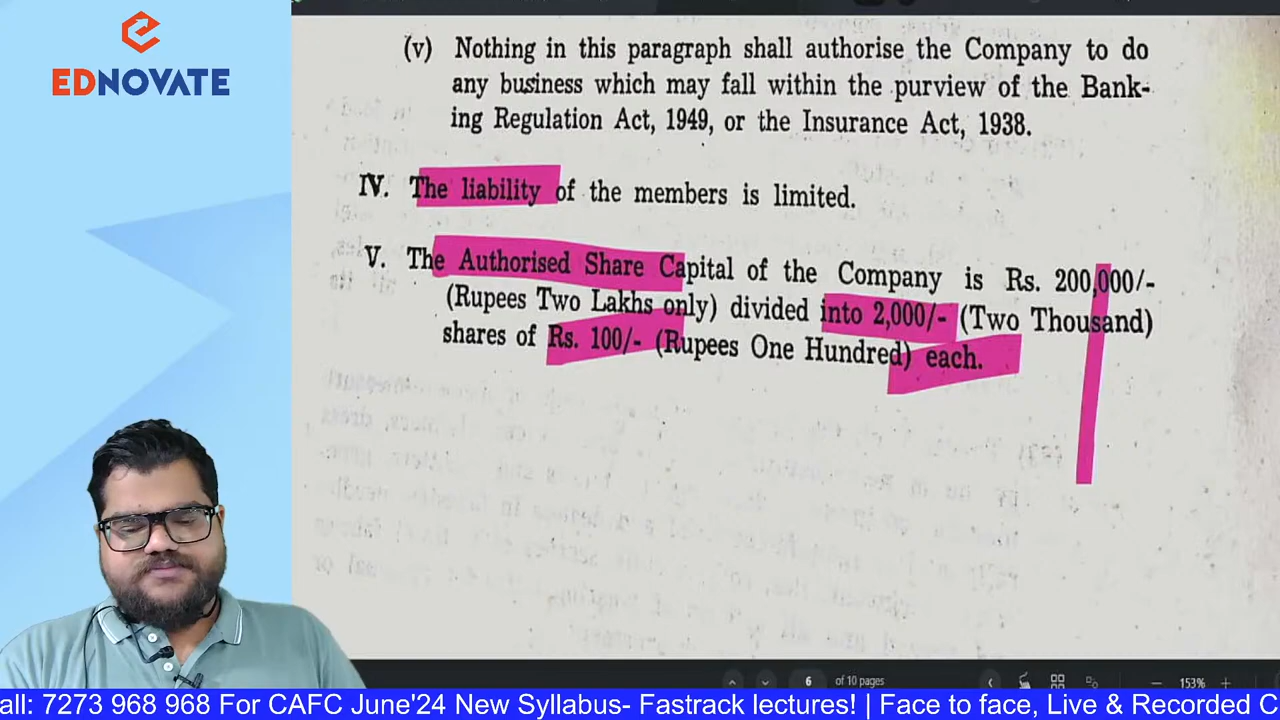 EDNOVATE
(v) Nothing in this paragraph shall authorise the Company to do
any business which may fall within the purview of the Bank-
ing Regulation Act, 1949, or the Insurance Act, 1938.
IV. The liability of the members is limited.
V. The Authorised Share Capital of the Company is Rs. 200,000/-
(Rupees Two Lakhs only) divided into 2,000/- (Two Thousand)
shares of Rs. 100/- (Rupees One Hundred) each.
6 of 10 pages
153%
all: 7273 968 968 For CAFC June'24 New Syllabus- Fastrack lectures! | Face to face, Live & Recorded C